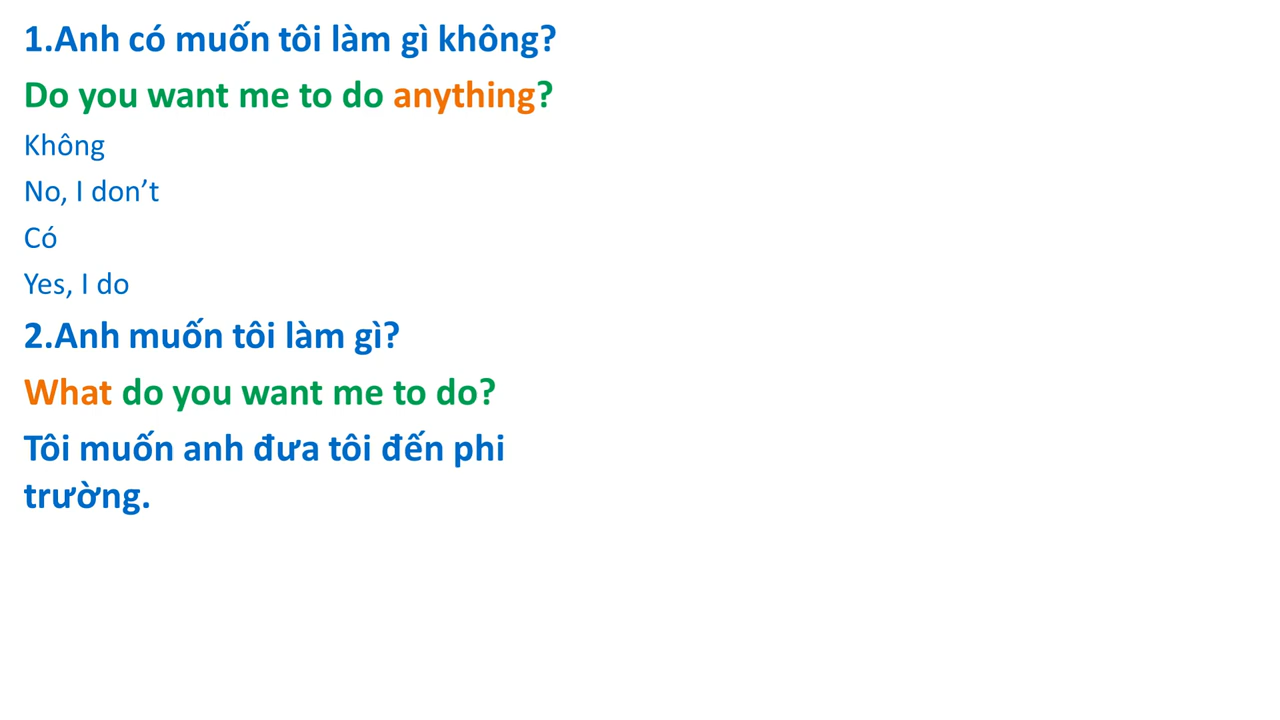 1.Anh có muốn tôi làm gì không?
Do you want me to do anything?
Không
No, I don’t
Có
Yes, I do
2.Anh muốn tôi làm gì?
What do you want me to do?
Tôi muốn anh đưa tôi đến phi
trường.